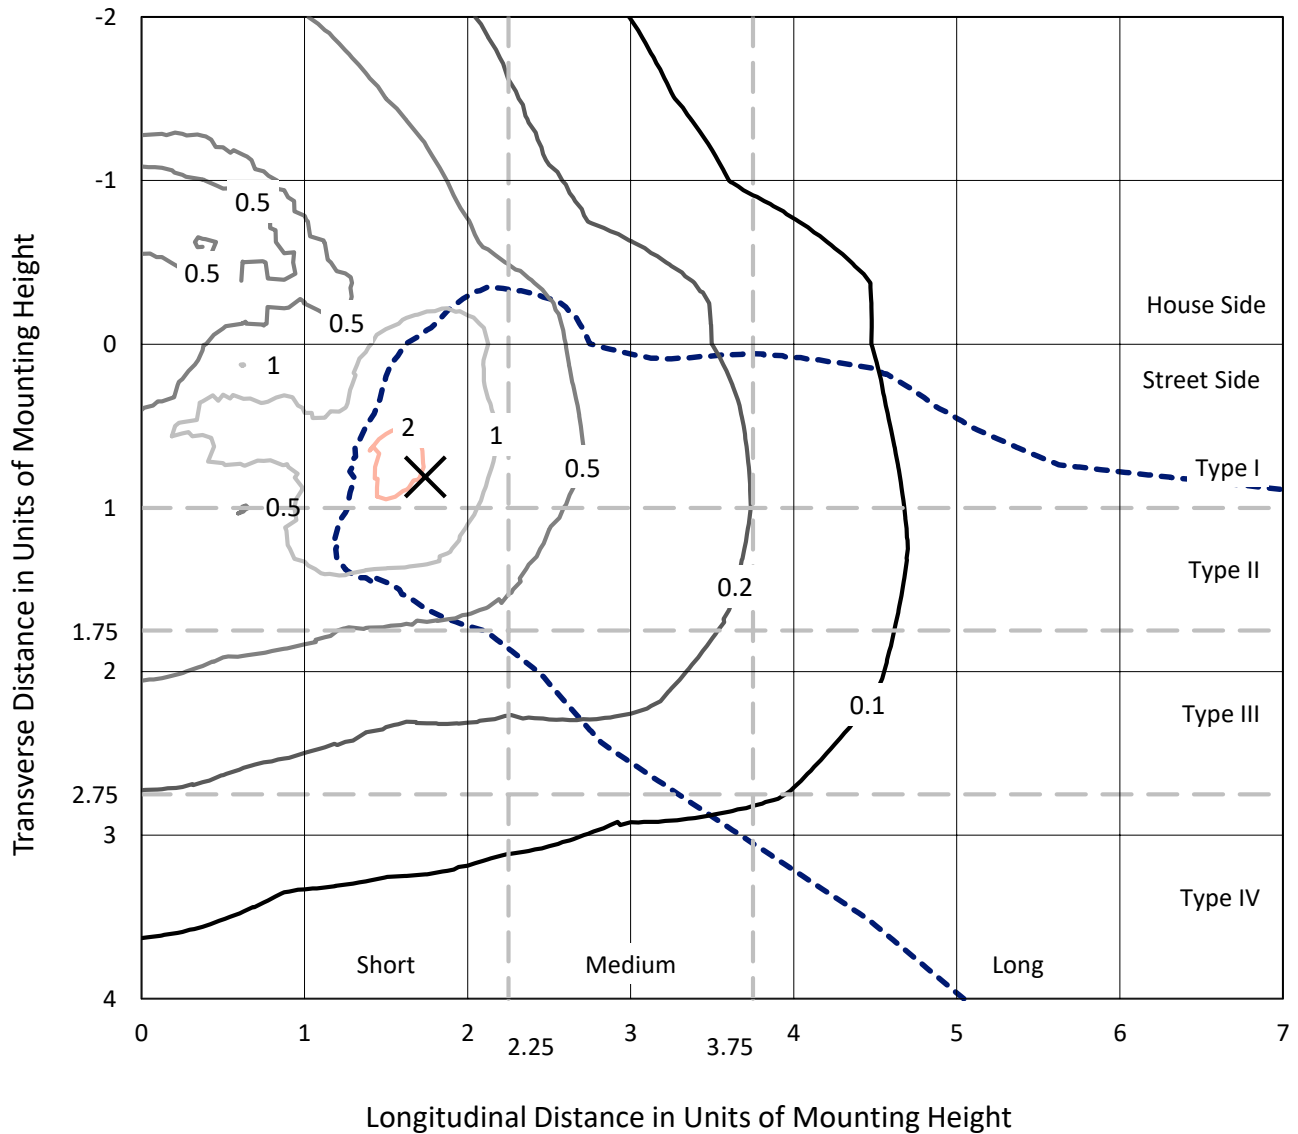 -2
-1
0.5
0.5
House Side
0.5
0
1
Street Side
2
1
0.5
Type I
1
0.5
Type II
0.2
1.75
2
0.1
Type III
2.75
3
Type IV
Short
Medium
Long
4
0
1
2
2.25
3
3.75
4
5
6
7
Transverse Distance in Units of Mounting Height
Longitudinal Distance in Units of Mounting Height